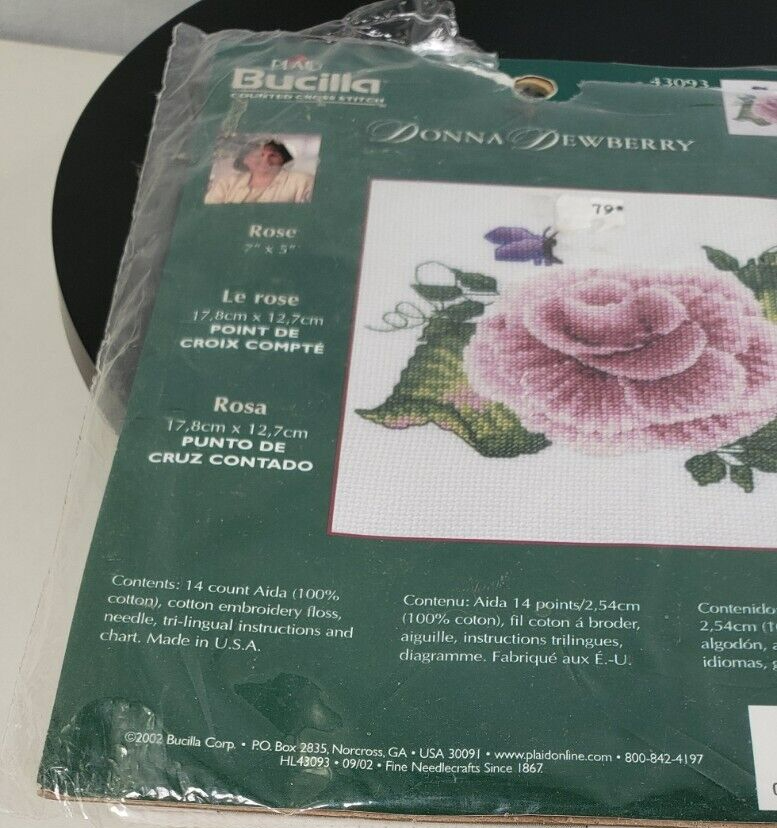 PLAID
Bucilla
COUNTED CROSS STITCH
43093
DONNA DEWBERRY
79
Rose
7" x 5"
Le rose
17,8cm x 12,7cm
POINT DE
CROIX COMPTÉ
Rosa
17,8cm x 12,7cm
PUNTO DE
CRUZ CONTADO
Contents: 14 count Aida (100%
cotton), cotton embroidery floss,
needle, tri-lingual instructions and
chart. Made in U.S.A.
Contenu: Aida 14 points/2,54cm
(100% coton), fil coton á broder,
aiguille, instructions trilingues,
diagramme. Fabriqué aux É.-U.
Contenido
2,54cm
algodón,
idiomas,
©2002 Bucilla Corp. • P.O. Box 2835, Norcross, GA • USA 30091 • www.plaidonline.com • 800-842-4197
HL43093 • 09/02 • Fine Needlecrafts Since 1867